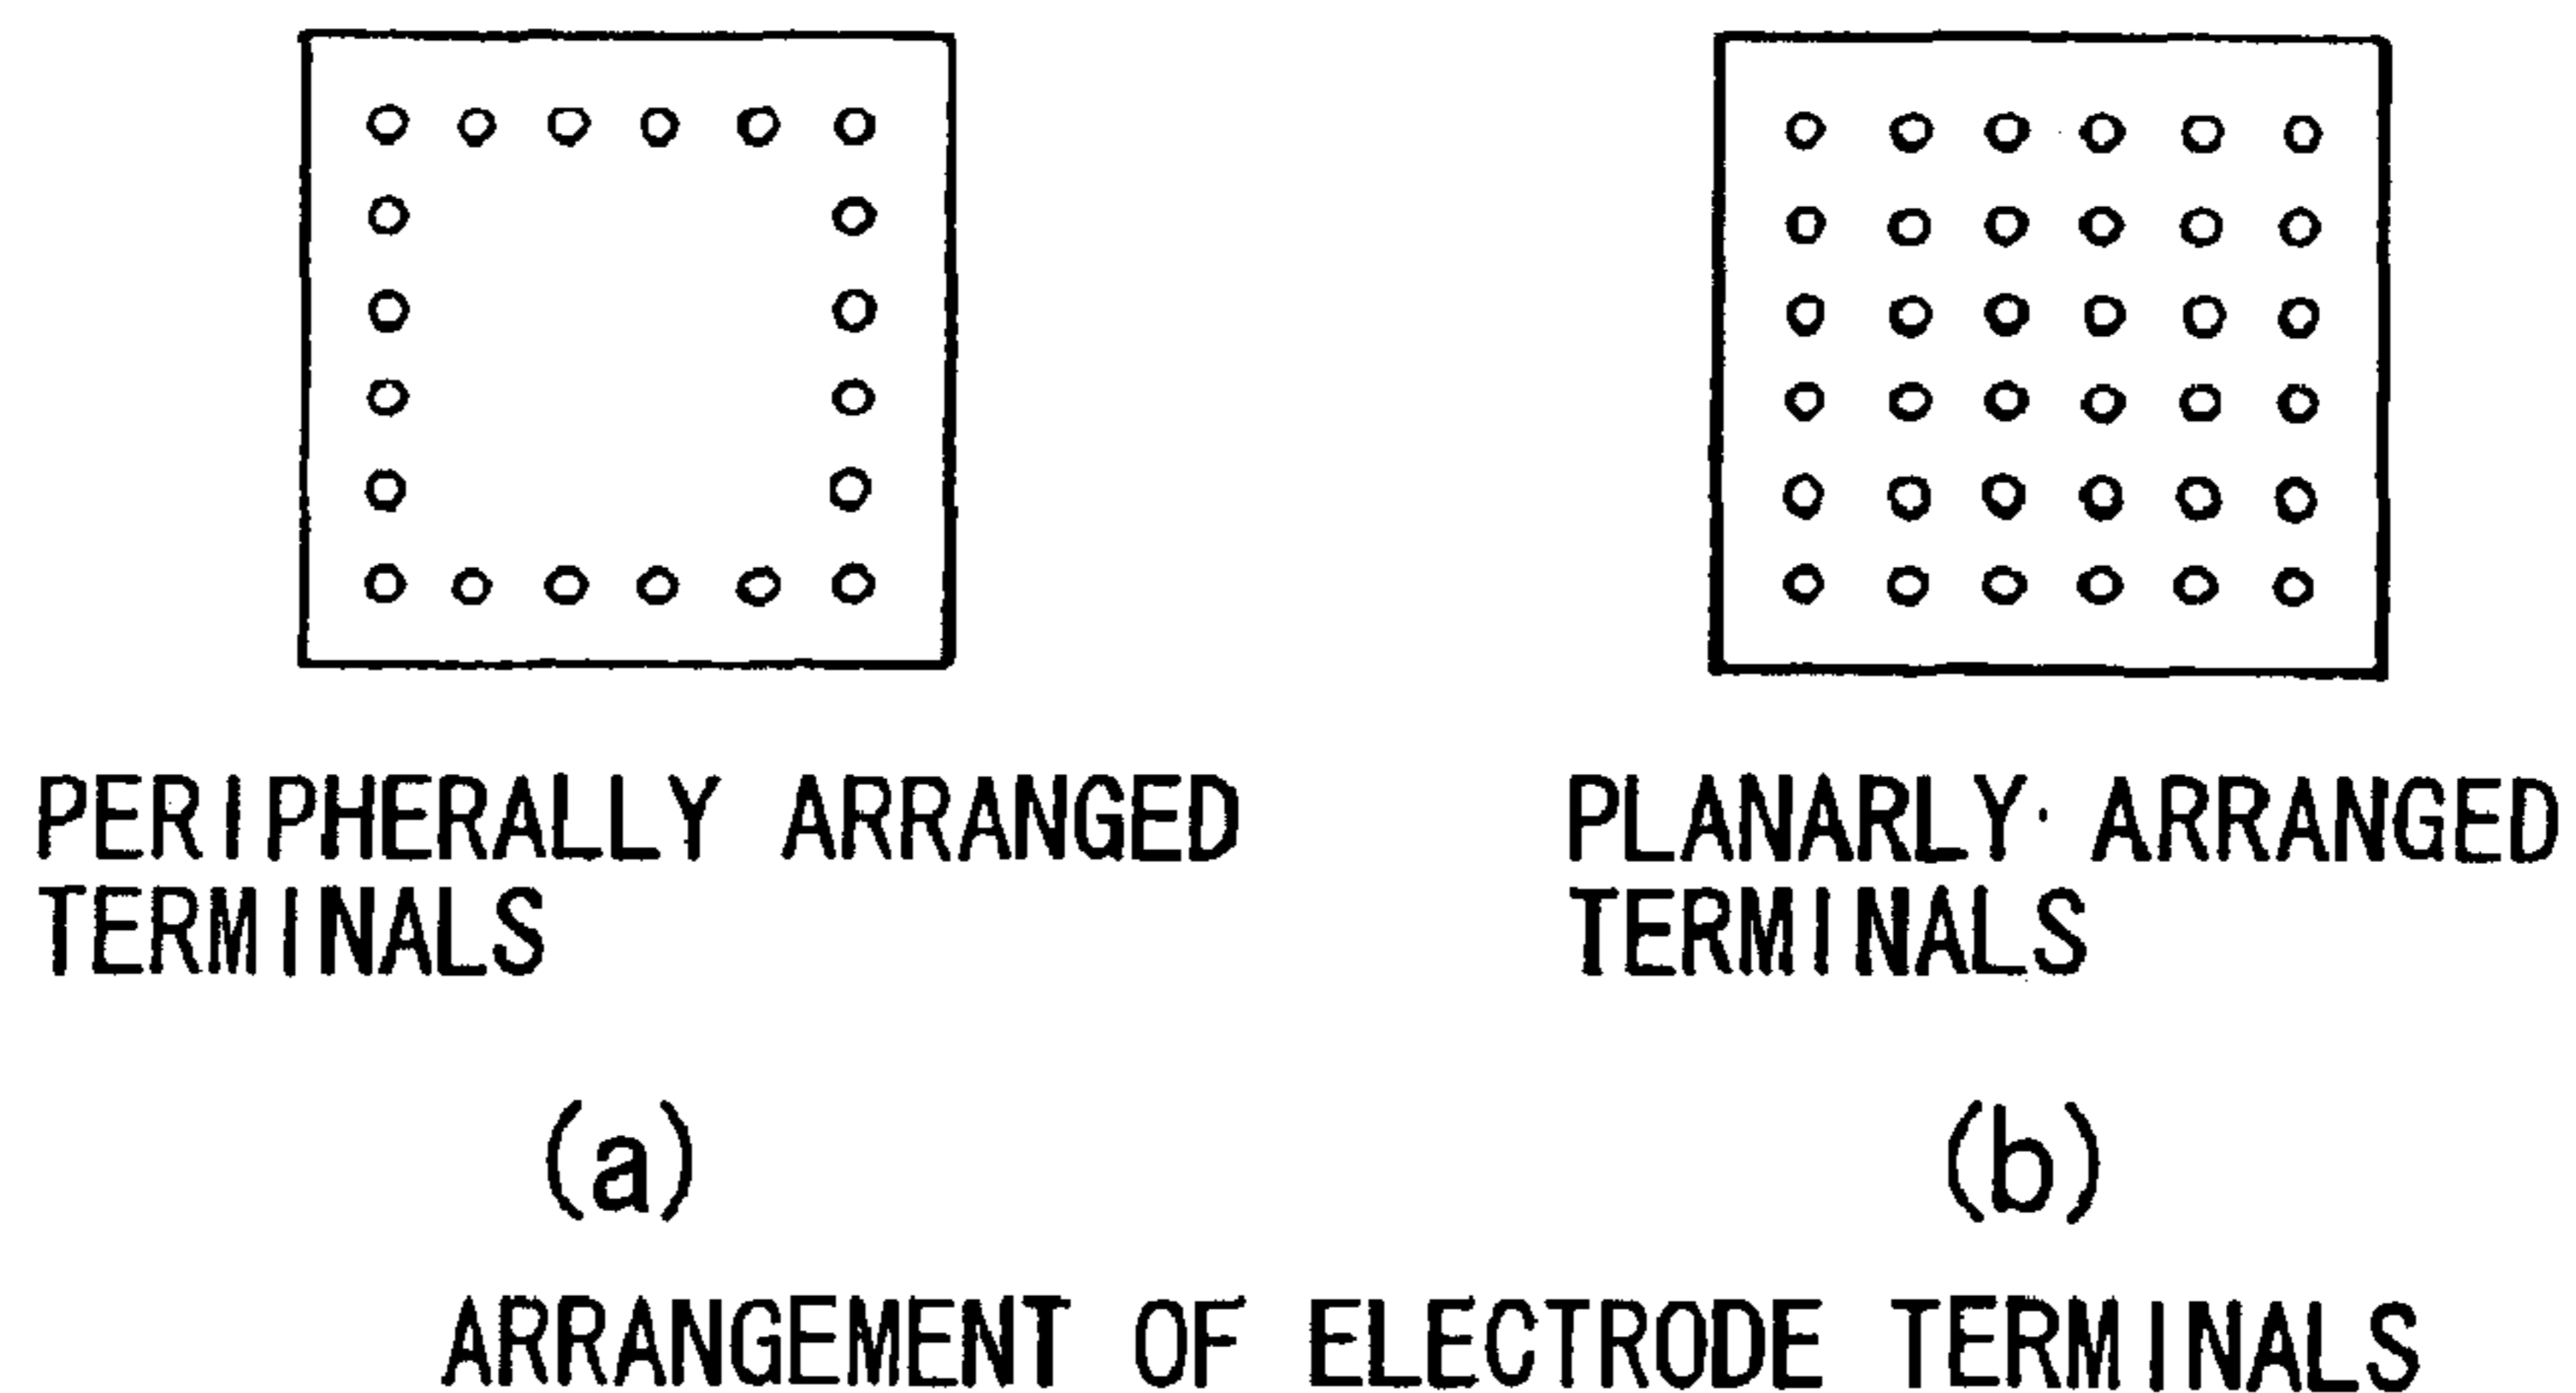 PERIPHERALLY ARRANGED
TERMINALS
PLANARLY ARRANGED
TERMINALS
(a)
(b)
ARRANGEMENT OF ELECTRODE TERMINALS